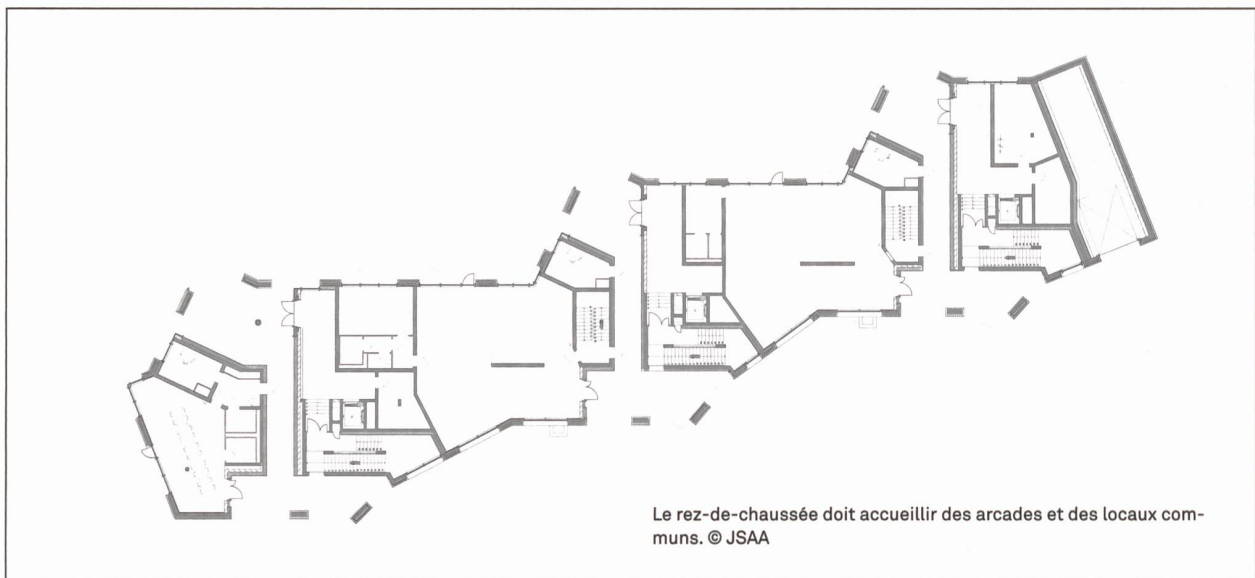 Le rez-de-chaussée doit accueillir des arcades et des locaux com-
muns. © JSAA